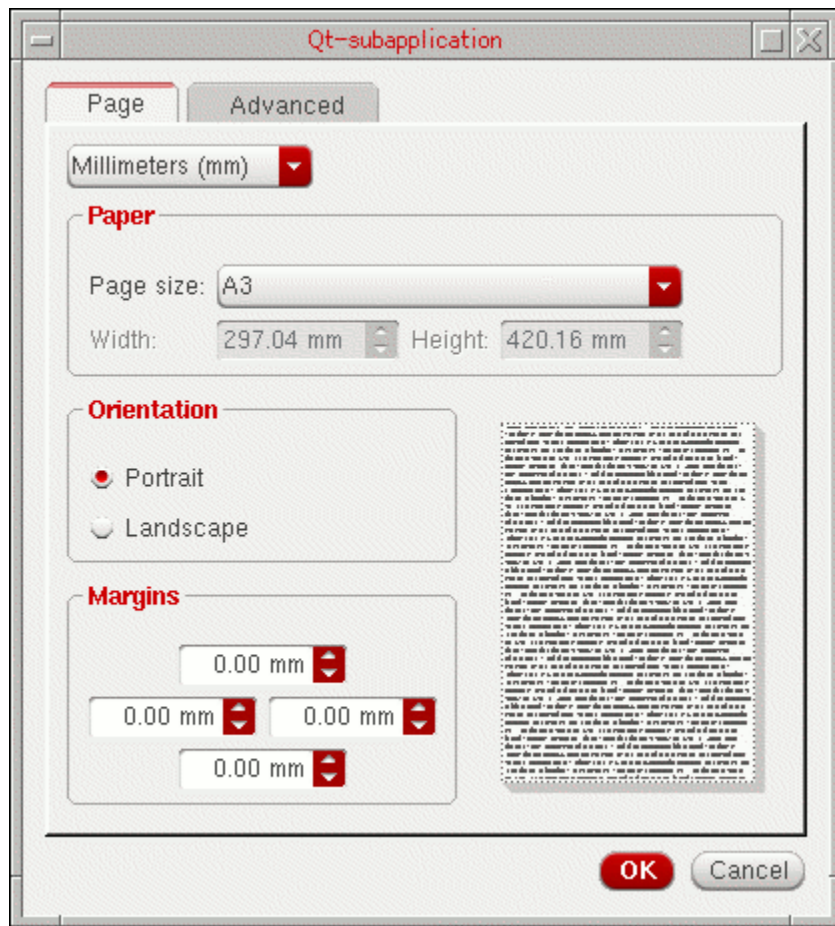 Qt-subapplication
Page Advanced
Millimeters (mm)
Paper
Page size: A3
Width: 297.04 mm Height: 420.16 mm
Orientation
Portrait
Landscape
Margins
0.00 mm
0.00 mm 0.00 mm
0.00 mm
OK Cancel